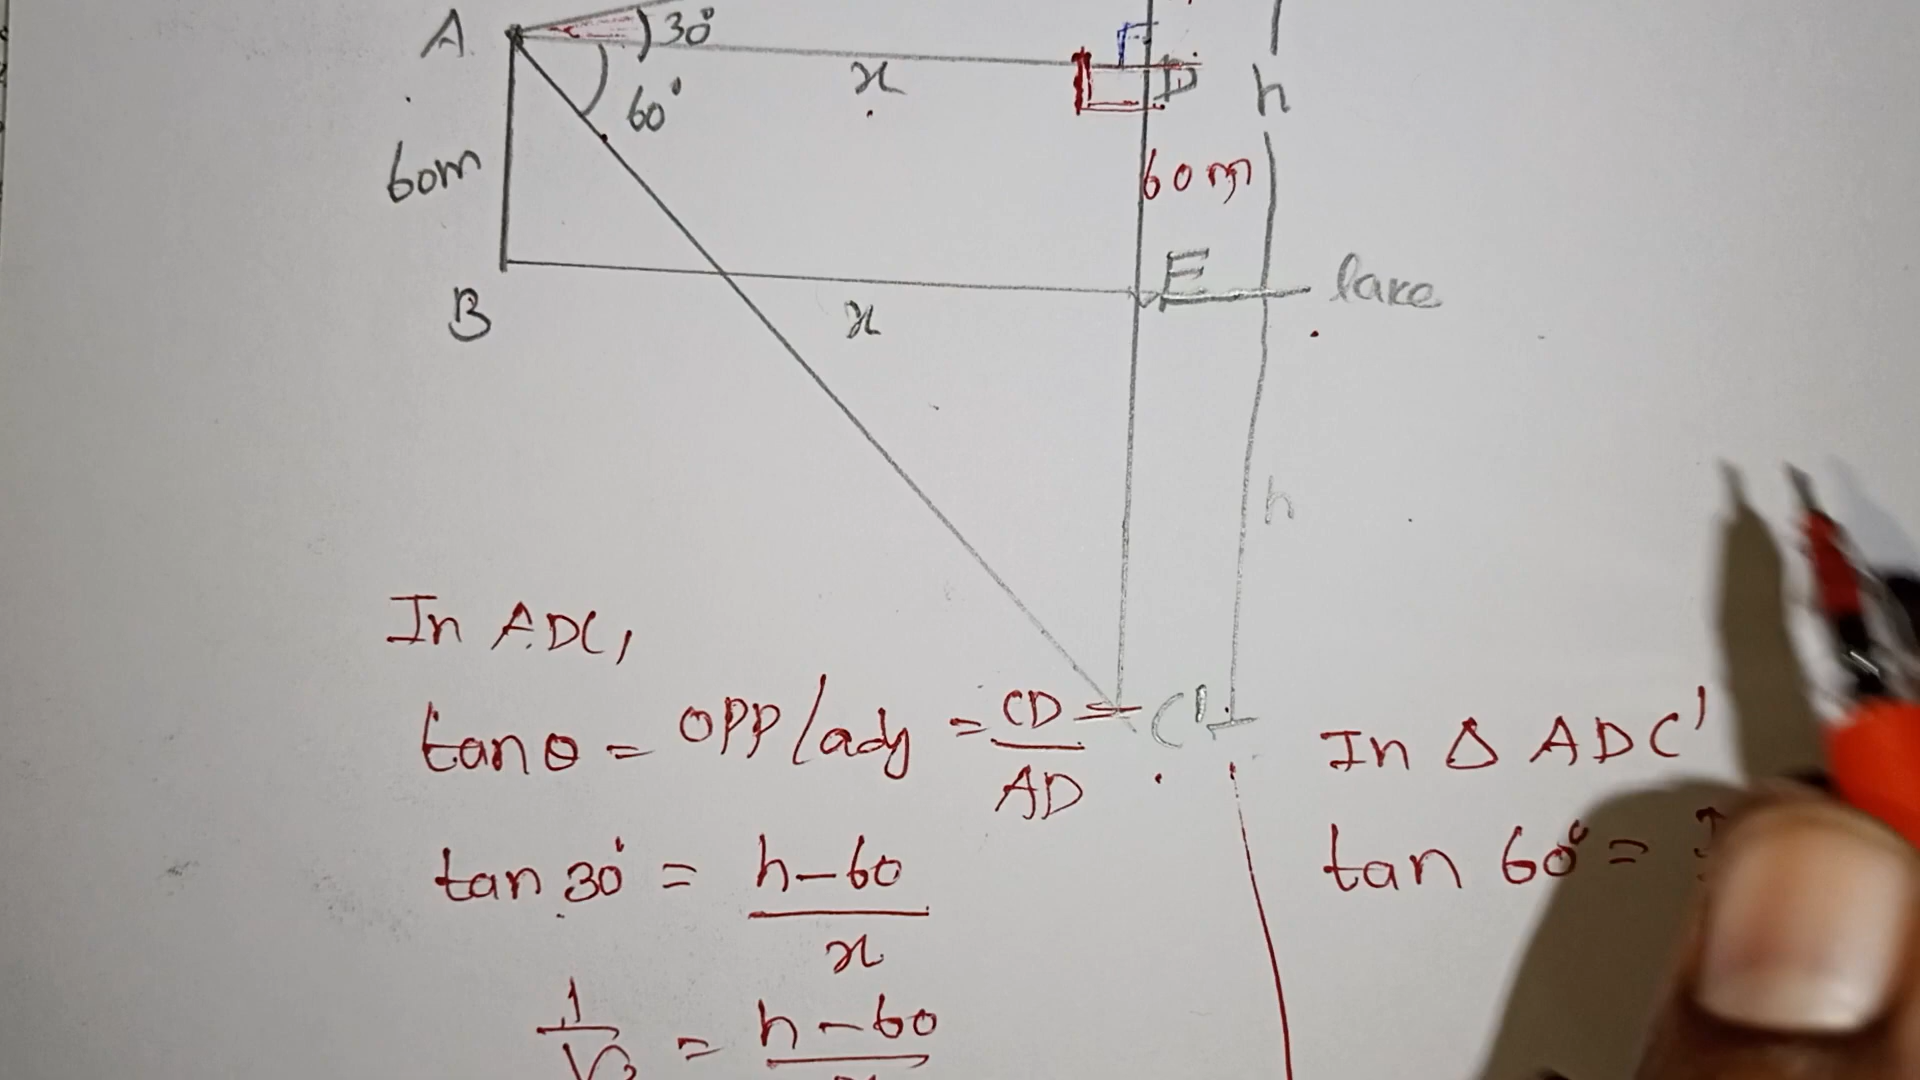 A
30°
x
D
h
60°
60m
60m
E
lake
B
x
h
In ADC,
tan θ = opp/adj = CD
AD
C'
In Δ ADC'
tan 30° = h-60
x
tan 60° =
1
= h-60